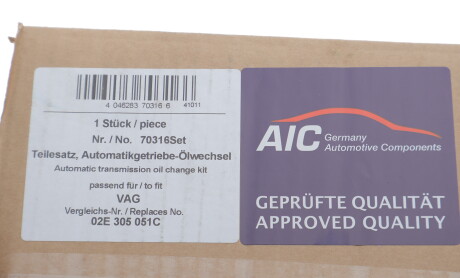 4 046283 70316 6
41011
1 Stück / piece
Nr. / No. 70316Set
Teilesatz, Automatikgetriebe-Ölwechsel
Automatic transmission oil change kit
passend für / to fit
VAG
Vergleichs-Nr. / Replaces No.
02E 305 051C
AIC Germany
Automotive Components
GEPRÜFTE QUALITÄT
APPROVED QUALITY